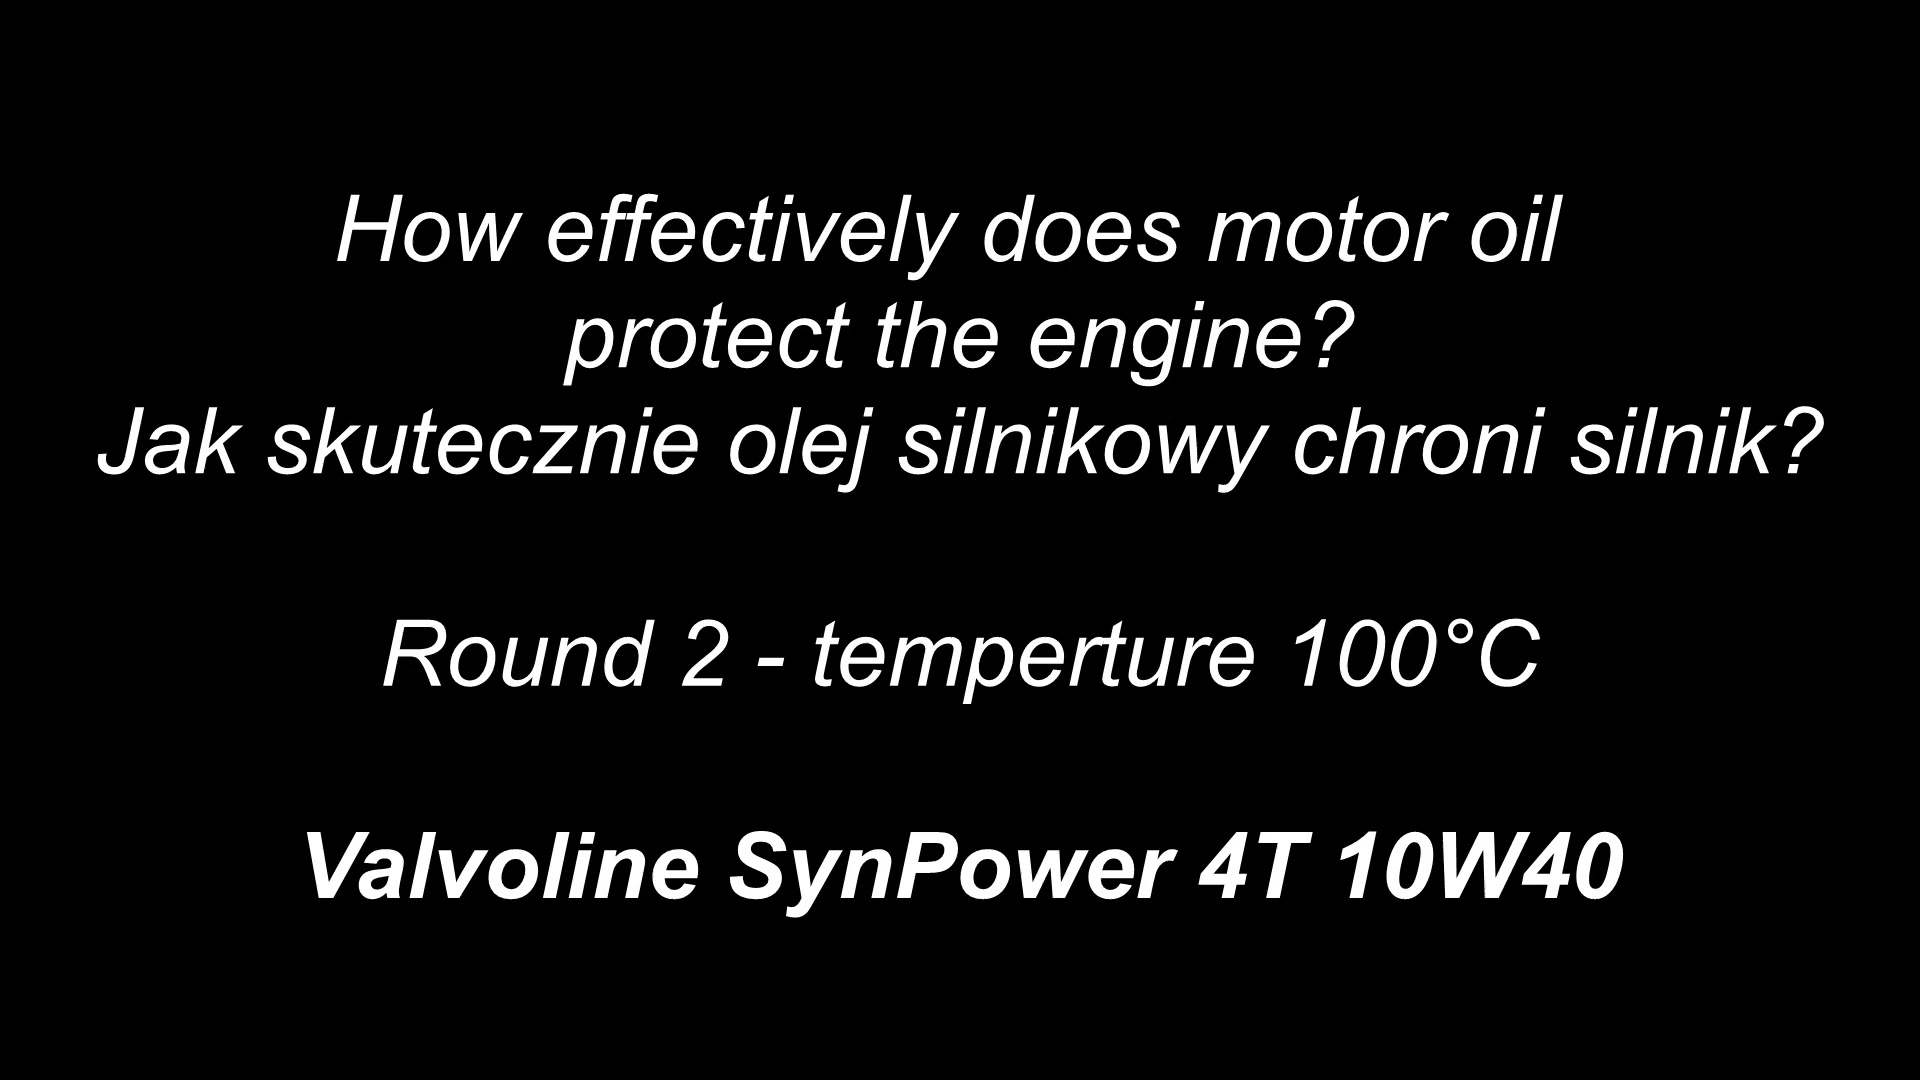 How effectively does motor oil
protect the engine?
Jak skutecznie olej silnikowy chroni silnik?
Round 2 - temperture 100°C
Valvoline SynPower 4T 10W40